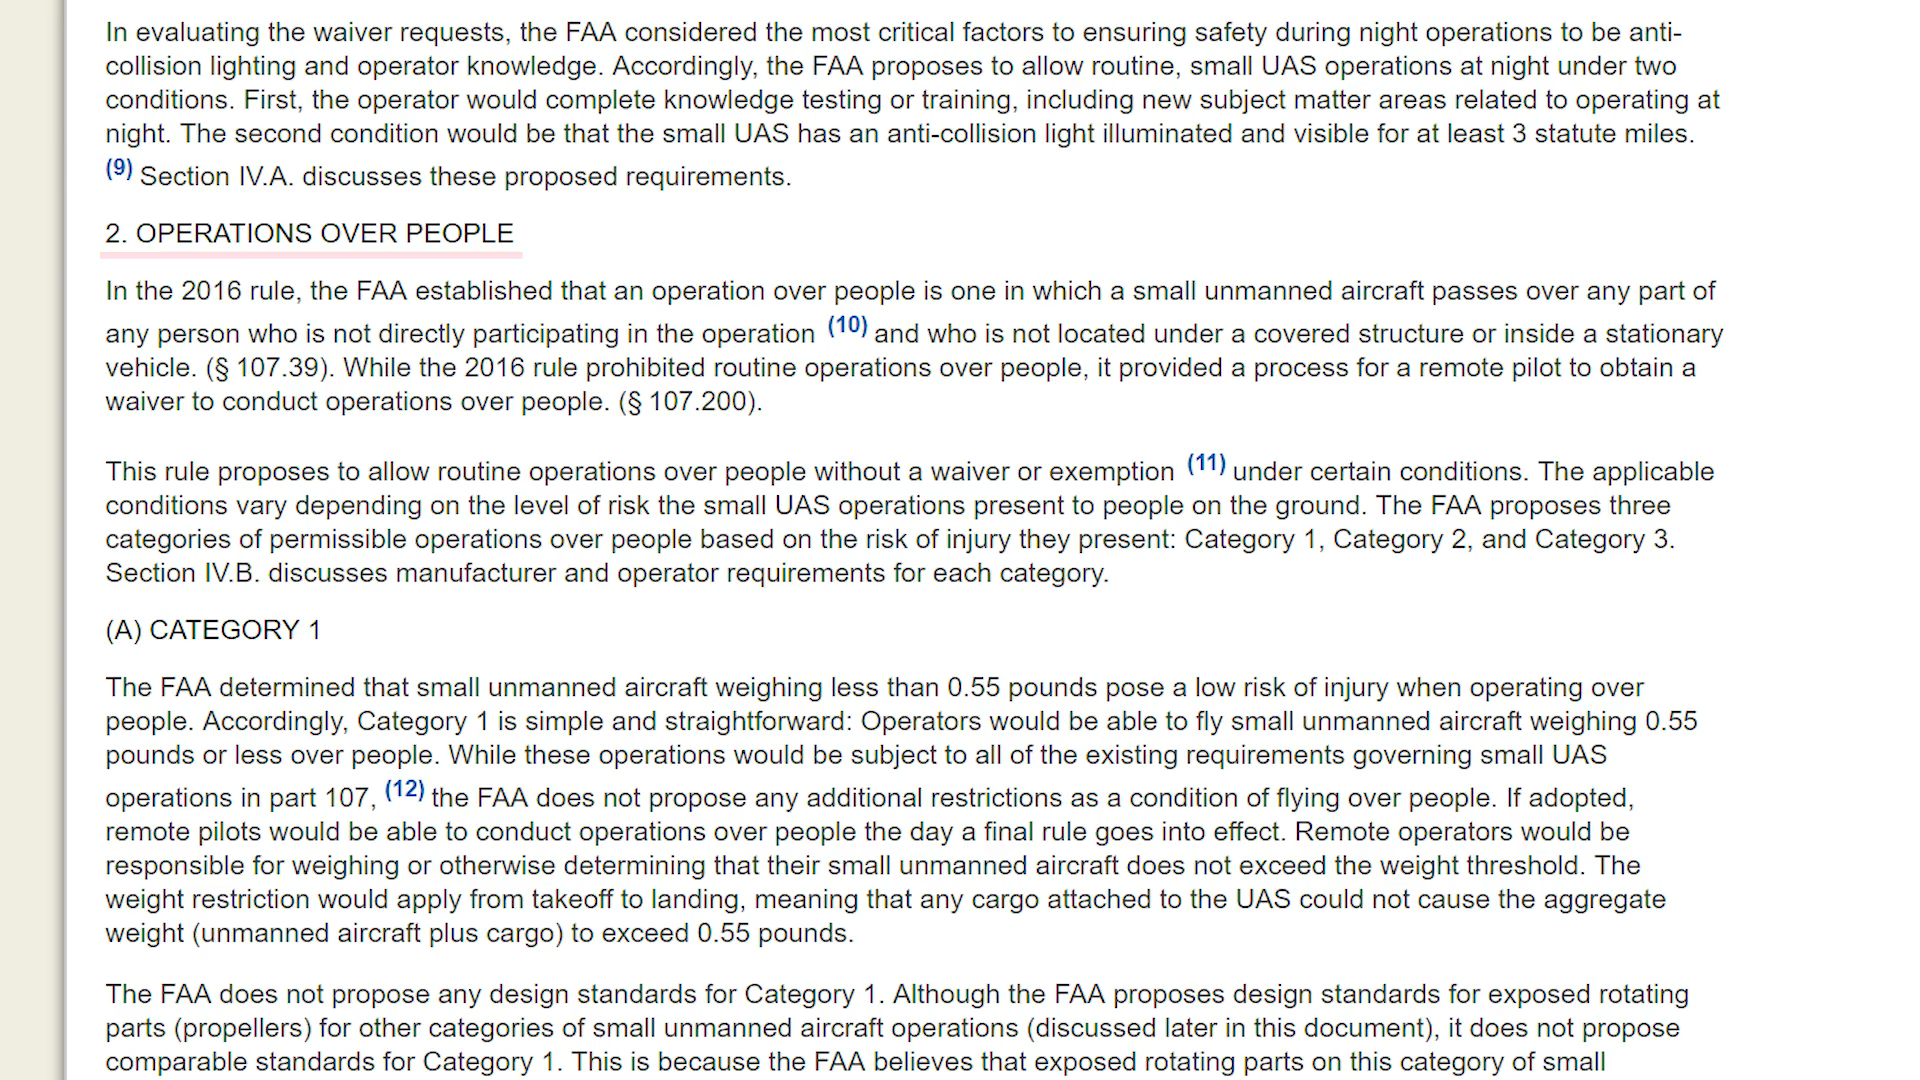 In evaluating the waiver requests, the FAA considered the most critical factors to ensuring safety during night operations to be anti-
collision lighting and operator knowledge. Accordingly, the FAA proposes to allow routine, small UAS operations at night under two
conditions. First, the operator would complete knowledge testing or training, including new subject matter areas related to operating at
night. The second condition would be that the small UAS has an anti-collision light illuminated and visible for at least 3 statute miles.
(9) Section IV.A. discusses these proposed requirements.
2. OPERATIONS OVER PEOPLE
In the 2016 rule, the FAA established that an operation over people is one in which a small unmanned aircraft passes over any part of
any person who is not directly participating in the operation (10) and who is not located under a covered structure or inside a stationary
vehicle. (§ 107.39). While the 2016 rule prohibited routine operations over people, it provided a process for a remote pilot to obtain a
waiver to conduct operations over people. (§ 107.200).
This rule proposes to allow routine operations over people without a waiver or exemption (11) under certain conditions. The applicable
conditions vary depending on the level of risk the small UAS operations present to people on the ground. The FAA proposes three
categories of permissible operations over people based on the risk of injury they present: Category 1, Category 2, and Category 3.
Section IV.B. discusses manufacturer and operator requirements for each category.
(A) CATEGORY 1
The FAA determined that small unmanned aircraft weighing less than 0.55 pounds pose a low risk of injury when operating over
people. Accordingly, Category 1 is simple and straightforward: Operators would be able to fly small unmanned aircraft weighing 0.55
pounds or less over people. While these operations would be subject to all of the existing requirements governing small UAS
operations in part 107, (12) the FAA does not propose any additional restrictions as a condition of flying over people. If adopted,
remote pilots would be able to conduct operations over people the day a final rule goes into effect. Remote operators would be
responsible for weighing or otherwise determining that their small unmanned aircraft does not exceed the weight threshold. The
weight restriction would apply from takeoff to landing, meaning that any cargo attached to the UAS could not cause the aggregate
weight (unmanned aircraft plus cargo) to exceed 0.55 pounds.
The FAA does not propose any design standards for Category 1. Although the FAA proposes design standards for exposed rotating
parts (propellers) for other categories of small unmanned aircraft operations (discussed later in this document), it does not propose
comparable standards for Category 1. This is because the FAA believes that exposed rotating parts on this category of small